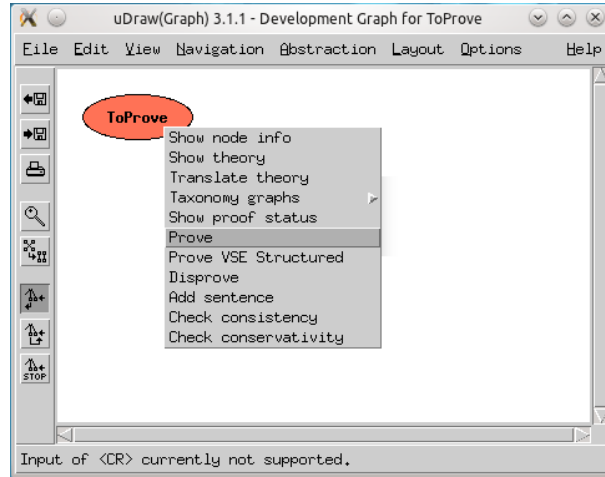 uDraw(Graph) 3.1.1 - Development Graph for ToProve
File Edit View Navigation Abstraction Layout Options Help
ToProve
Show node info
Show theory
Translate theory
Taxonomy graphs
Show proof status
Prove
Prove VSE Structured
Disprove
Add sentence
Check consistency
Check conservativity
STOP
Input of <CR> currently not supported.